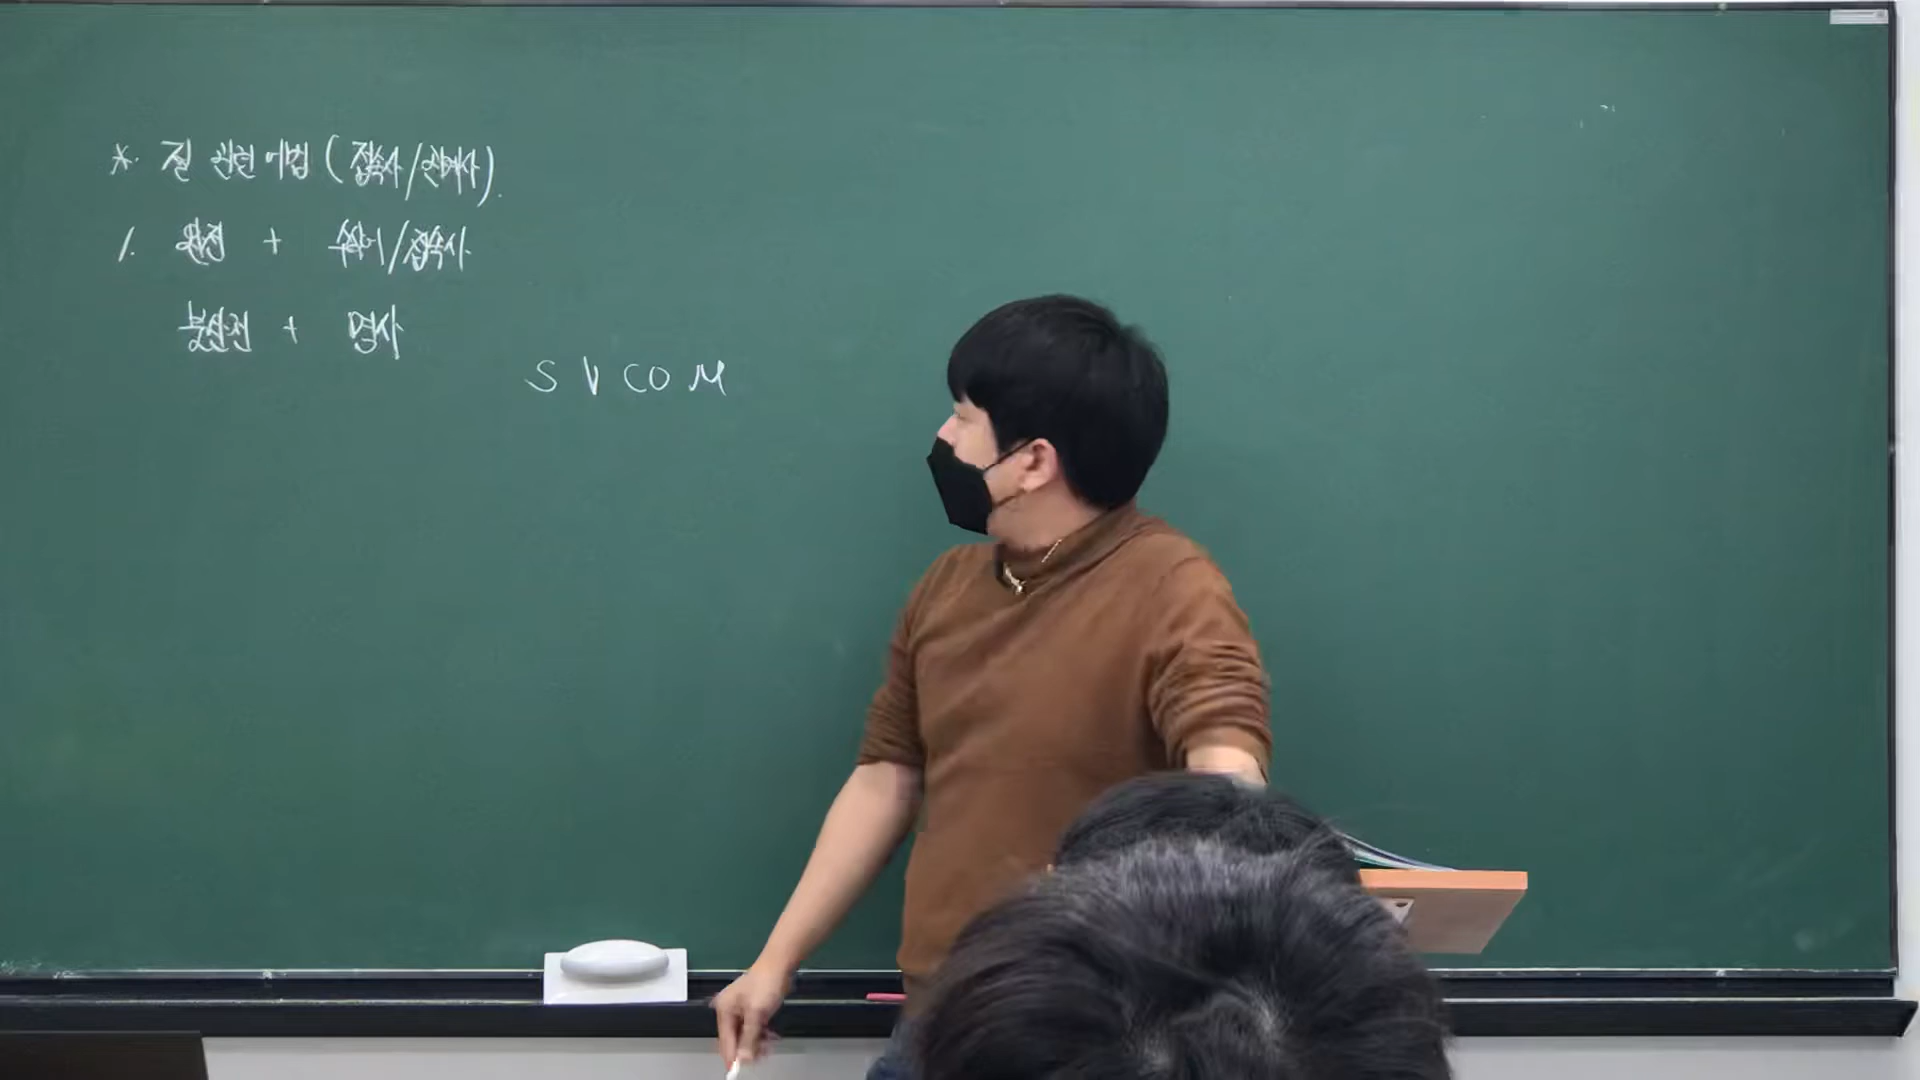 *. 절 관련 어법 (접속사/관계사).
1. 완전 + 수식어/접속사
불완전 + 명사
S V C O M